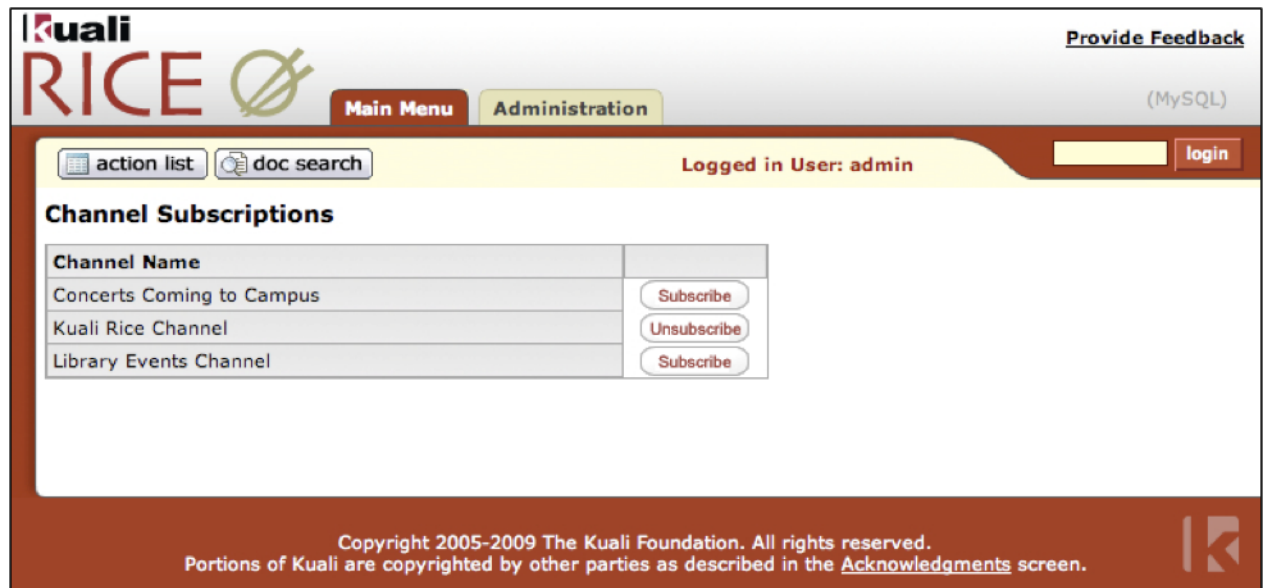 Kuali
RICE
Provide Feedback
Main Menu
Administration
(MySQL)
action list
doc search
Logged in User: admin
login
Channel Subscriptions
Channel Name
Concerts Coming to Campus
Subscribe
Kuali Rice Channel
Unsubscribe
Library Events Channel
Subscribe
Copyright 2005-2009 The Kuali Foundation. All rights reserved.
Portions of Kuali are copyrighted by other parties as described in the Acknowledgments screen.